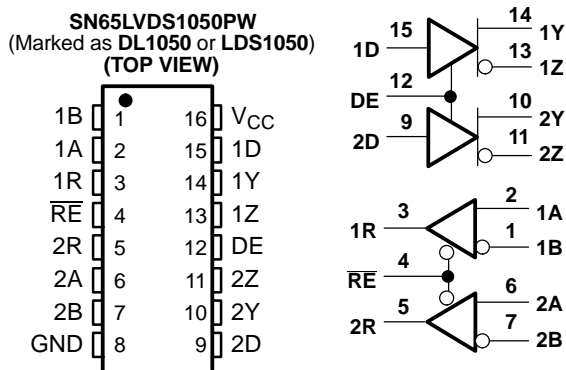 SN65LVDS1050PW
(Marked as DL1050 or LDS1050)
(TOP VIEW)
1B 1 16 VCC
1A 2 15 1D
1R 3 14 1Y
RE 4 13 1Z
2R 5 12 DE
2A 6 11 2Z
2B 7 10 2Y
GND 8 9 2D
14
15 1Y
1D 13
1Z
12
DE
10
9 2Y
2D 11
2Z
2
3 1A
1R 1
1B
4
RE
6
5 2A
2R 7
2B